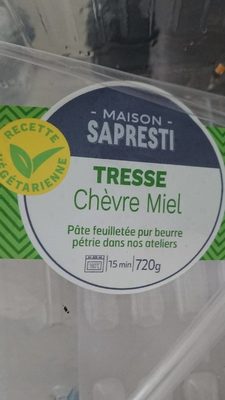 - MAISON -
SAPRESTI
RECETTE
VÉGÉTARIENNE
TRESSE
Chèvre Miel
Pâte feuilletée pur beurre
pétrie dans nos ateliers
15 min 720g